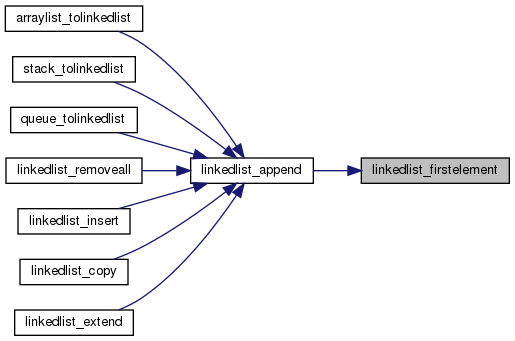 arraylist_tolinkedlist
stack_tolinkedlist
queue_tolinkedlist
linkedlist_removeall
linkedlist_append
linkedlist_firstelement
linkedlist_insert
linkedlist_copy
linkedlist_extend